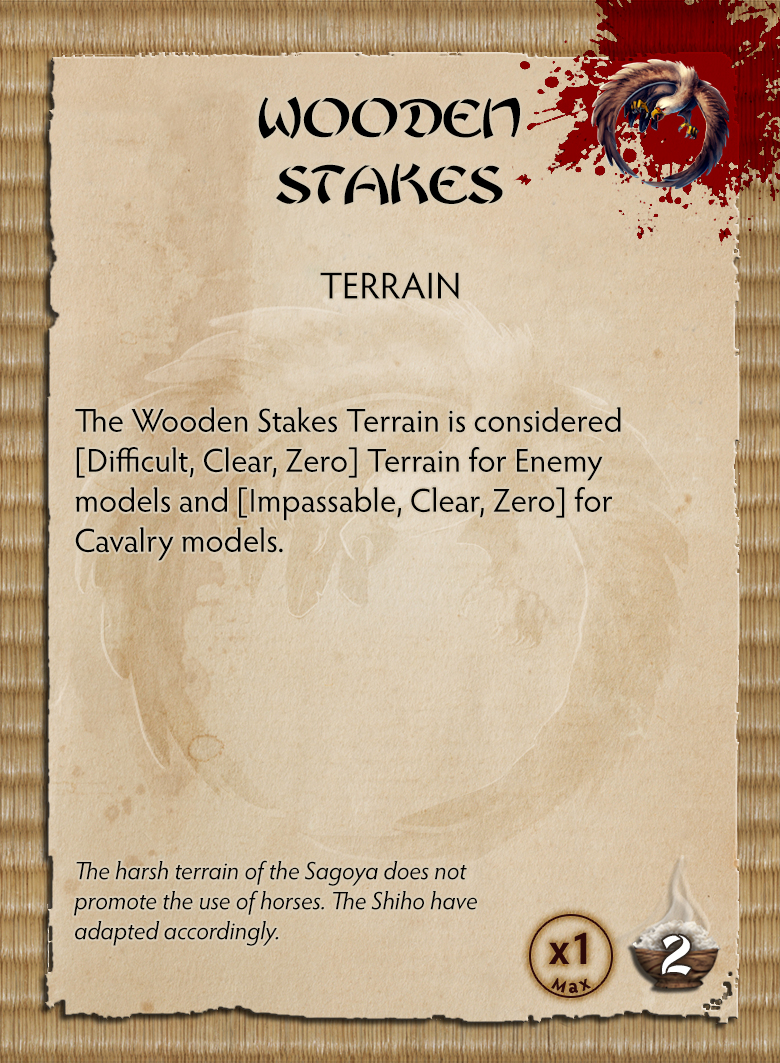 WOODEN
STAKES
TERRAIN
The Wooden Stakes Terrain is considered
[Difficult, Clear, Zero] Terrain for Enemy
models and [Impassable, Clear, Zero] for
Cavalry models.
The harsh terrain of the Sagoya does not
promote the use of horses. The Shiho have
adapted accordingly.
x1
Max
2